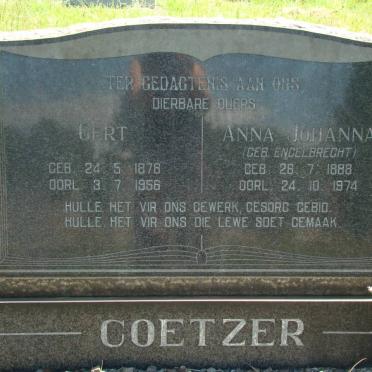 TER GEDAGTENIS AAN ONS
DIERBARE OUERS
GERT
GEB. 24. 5. 1878
OORL. 3. 7. 1956
ANNA JOHANNA
(GEB. ENGELBRECHT)
GEB. 28. 7. 1888
OORL. 24. 10. 1974
HULLE HET VIR ONS GEWERK, GESORG GEBID.
HULLE HET VIR ONS DIE LEWE SOET GEMAAK.
COETZER